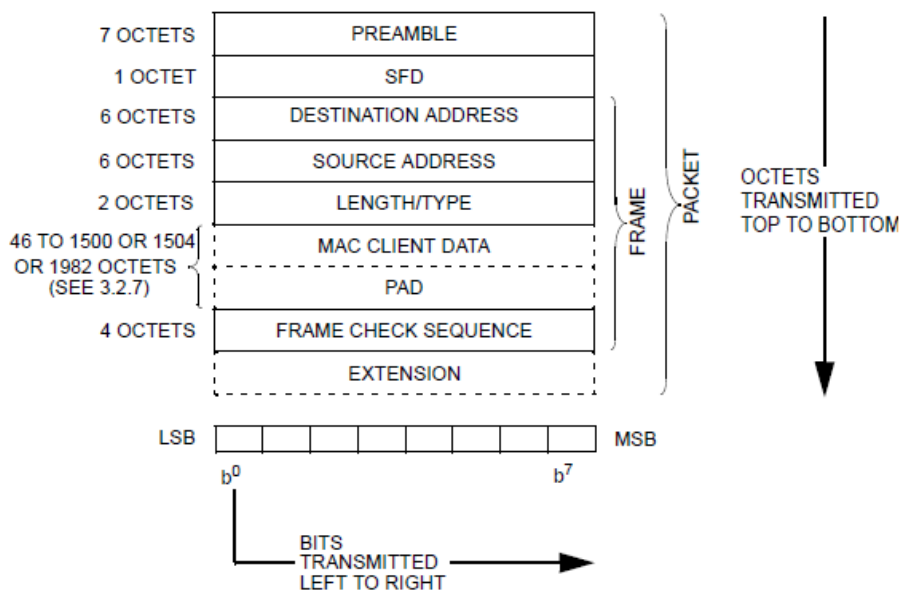 7 OCTETS
PREAMBLE
1 OCTET
SFD
6 OCTETS
DESTINATION ADDRESS
6 OCTETS
SOURCE ADDRESS
2 OCTETS
LENGTH/TYPE
46 TO 1500 OR 1504
OR 1982 OCTETS
(SEE 3.2.7)
MAC CLIENT DATA
PAD
4 OCTETS
FRAME CHECK SEQUENCE
EXTENSION
FRAME
PACKET
OCTETS
TRANSMITTED
TOP TO BOTTOM
LSB
MSB
b0
b7
BITS
TRANSMITTED
LEFT TO RIGHT